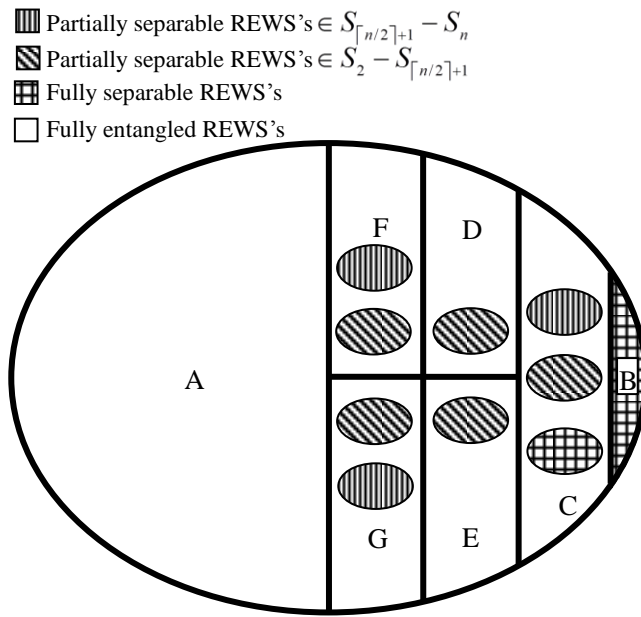 Partially separable REWS's ∈ S⌈n/2⌉+1 − Sn
Partially separable REWS's ∈ S2 − S⌈n/2⌉+1
Fully separable REWS's
Fully entangled REWS's
F D
A B
C
G E